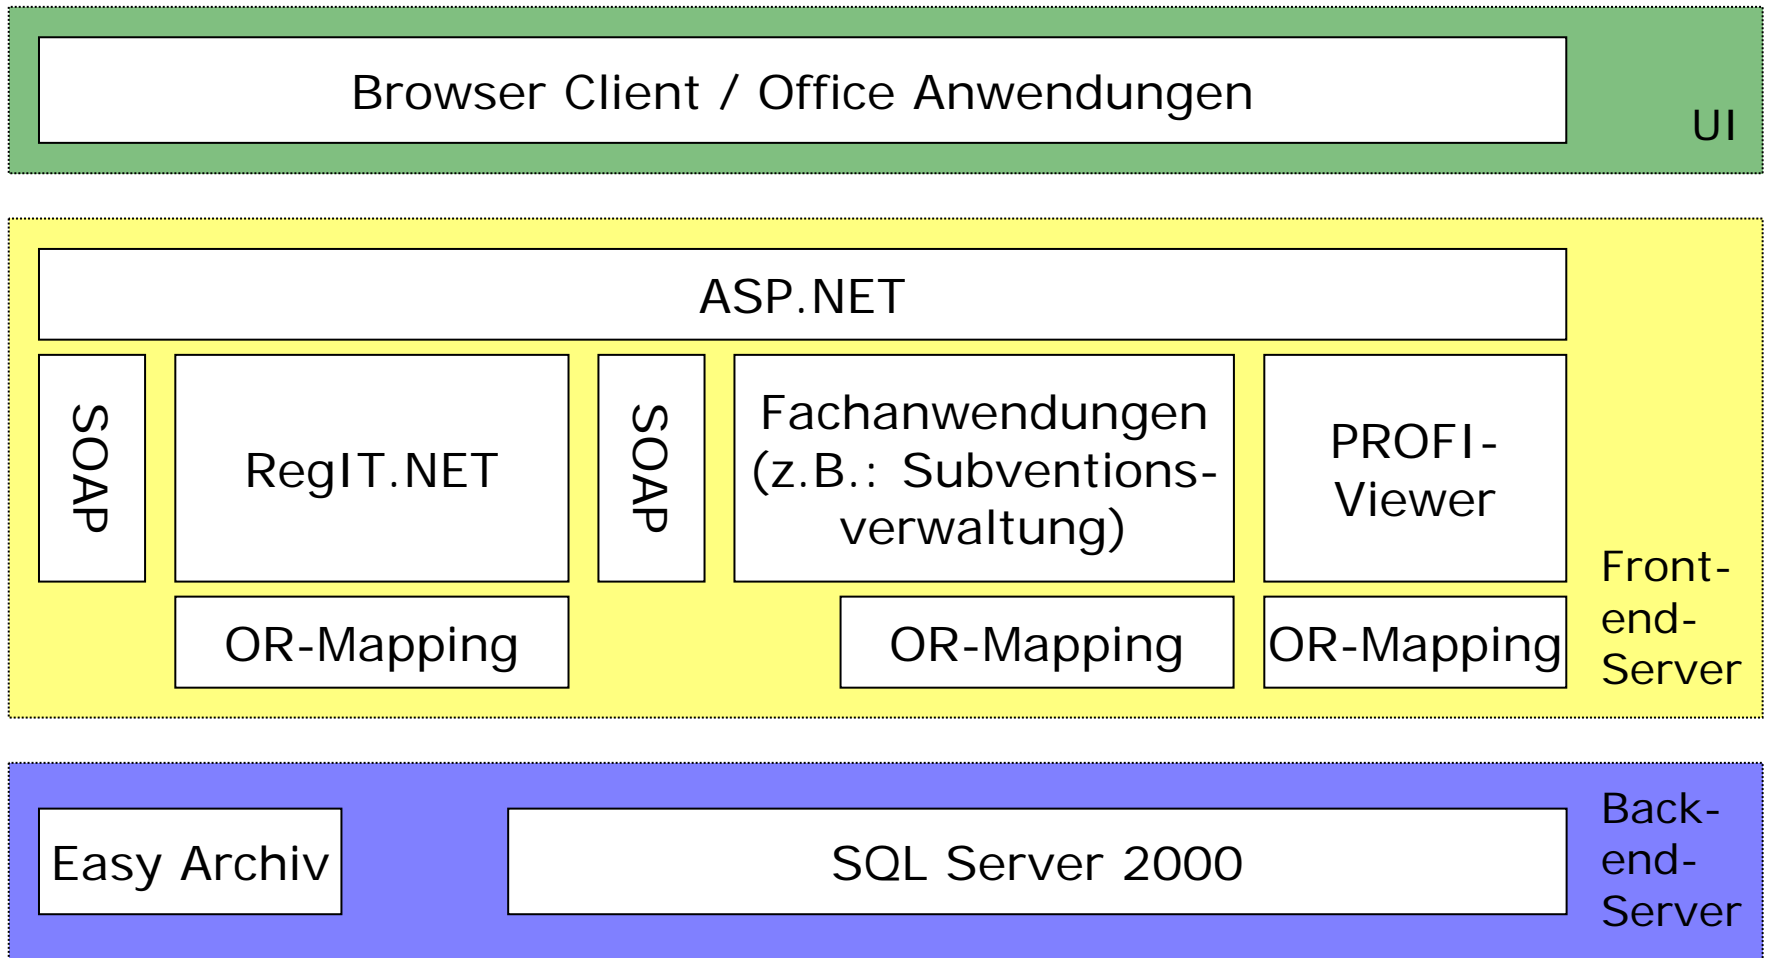 Browser Client / Office Anwendungen
UI
ASP.NET
SOAP
RegIT.NET
SOAP
Fachanwendungen
(z.B.: Subventions-
verwaltung)
PROFI-
Viewer
OR-Mapping
OR-Mapping
OR-Mapping
Front-
end-
Server
Easy Archiv
SQL Server 2000
Back-
end-
Server